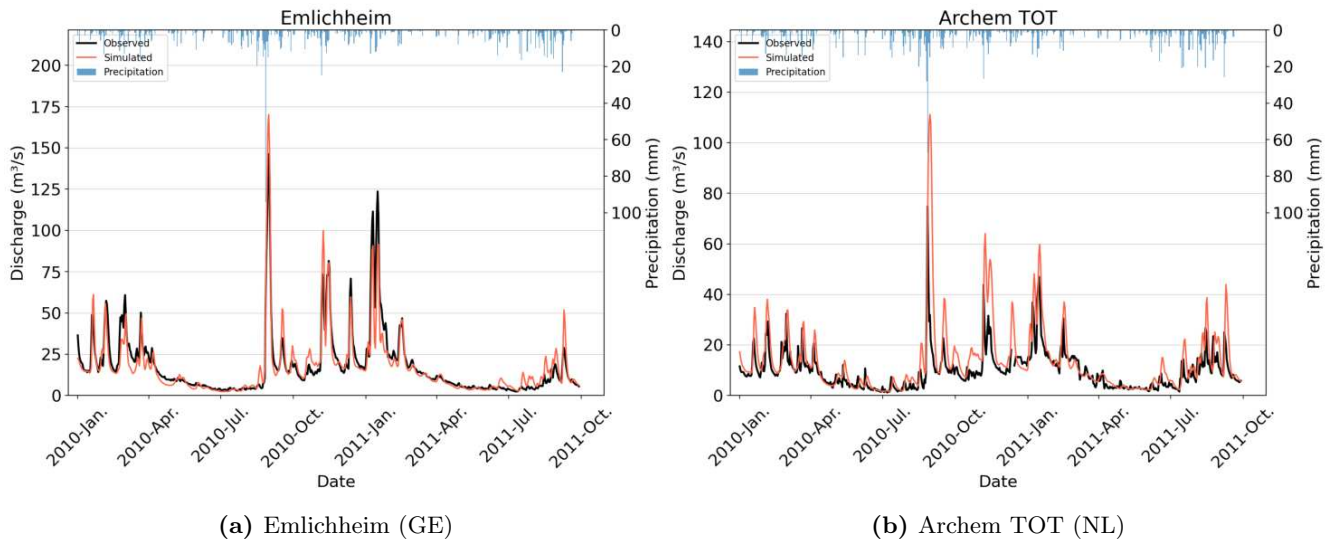 Emlichheim
Observed
Simulated
Precipitation
Discharge (m³/s)
200
175
150
125
100
75
50
25
0
0
20
40
60
80
100
Precipitation (mm)
2010-Jan.
2010-Apr.
2010-Jul.
2010-Oct.
2011-Jan.
2011-Apr.
2011-Jul.
2011-Oct.
Date
(a) Emlichheim (GE)
Archem TOT
Observed
Simulated
Precipitation
Discharge (m³/s)
140
120
100
80
60
40
20
0
0
20
40
60
80
100
Precipitation (mm)
2010-Jan.
2010-Apr.
2010-Jul.
2010-Oct.
2011-Jan.
2011-Apr.
2011-Jul.
2011-Oct.
Date
(b) Archem TOT (NL)